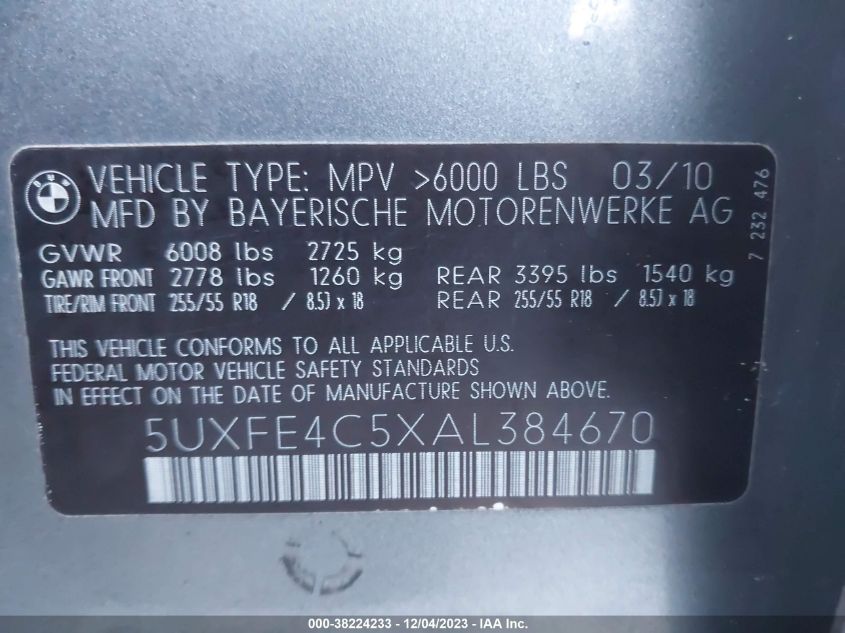 BMW
VEHICLE TYPE: MPV >6000 LBS 03/10
MFD BY BAYERISCHE MOTORENWERKE AG
GVWR 6008 lbs 2725 kg
GAWR FRONT 2778 lbs 1260 kg REAR 3395 lbs 1540 kg
TIRE/RIM FRONT 255/55 R18 / 8.5J x 18 REAR 255/55 R18 / 8.5J x 18
7 232 476
THIS VEHICLE CONFORMS TO ALL APPLICABLE U.S.
FEDERAL MOTOR VEHICLE SAFETY STANDARDS
IN EFFECT ON THE DATE OF MANUFACTURE SHOWN ABOVE.
5UXFE4C5XAL384670
000-38224233 - 12/04/2023 - IAA Inc.